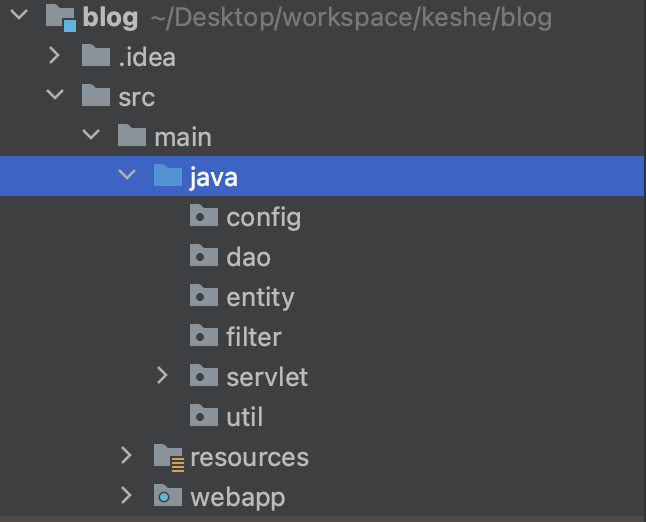 blog ~/Desktop/workspace/keshe/blog
.idea
src
main
java
config
dao
entity
filter
servlet
util
resources
webapp